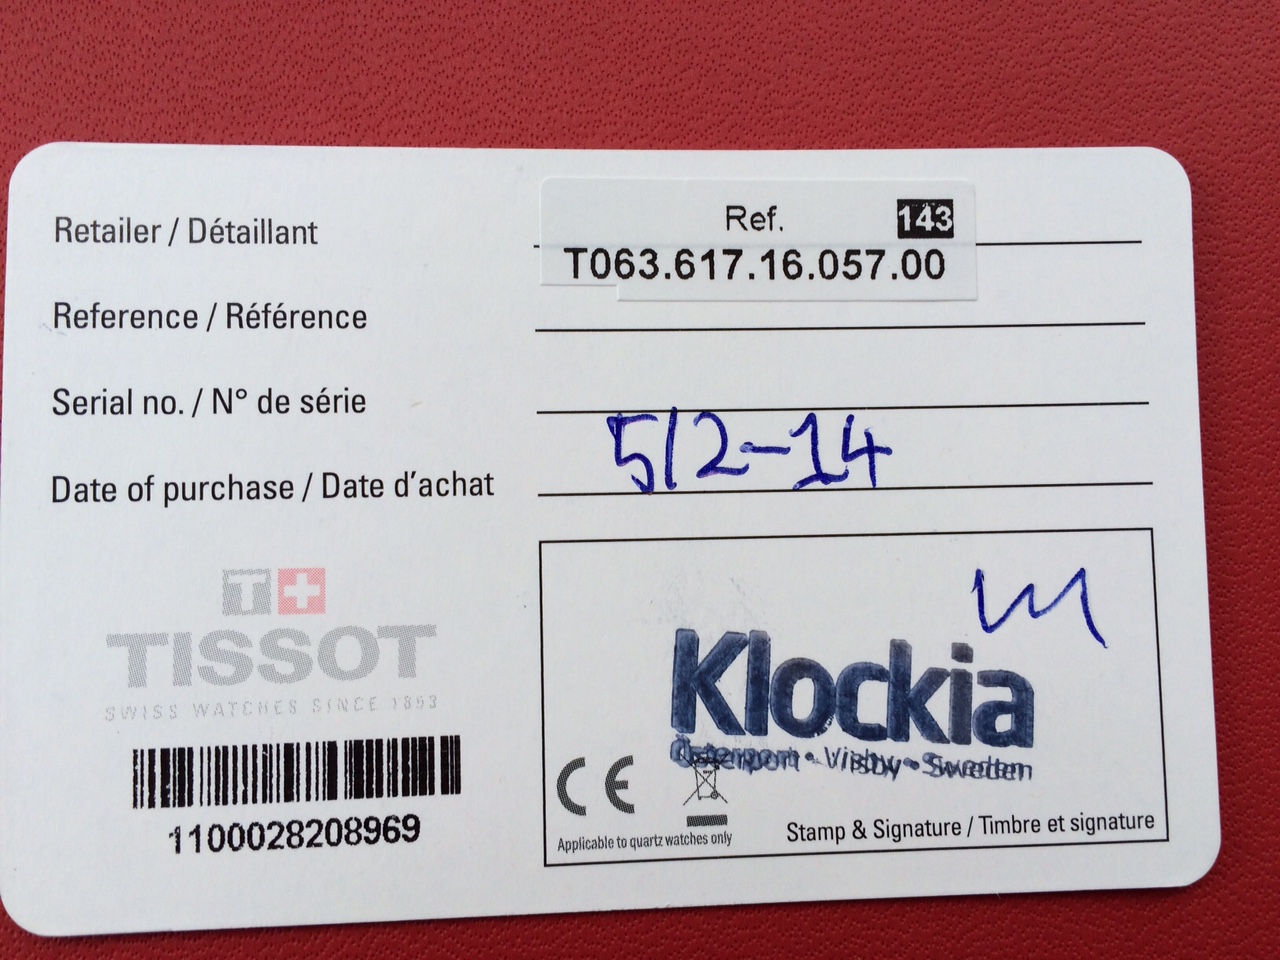 Retailer / Détaillant
Ref. 143
T063.617.16.057.00
Reference / Référence
Serial no. / N° de série
Date of purchase / Date d'achat
5/2-14
T+
TISSOT
SWISS WATCHES SINCE 1853
1100028208969
Klockia
Österport • Visby • Sweden
CE
Applicable to quartz watches only
Stamp & Signature / Timbre et signature